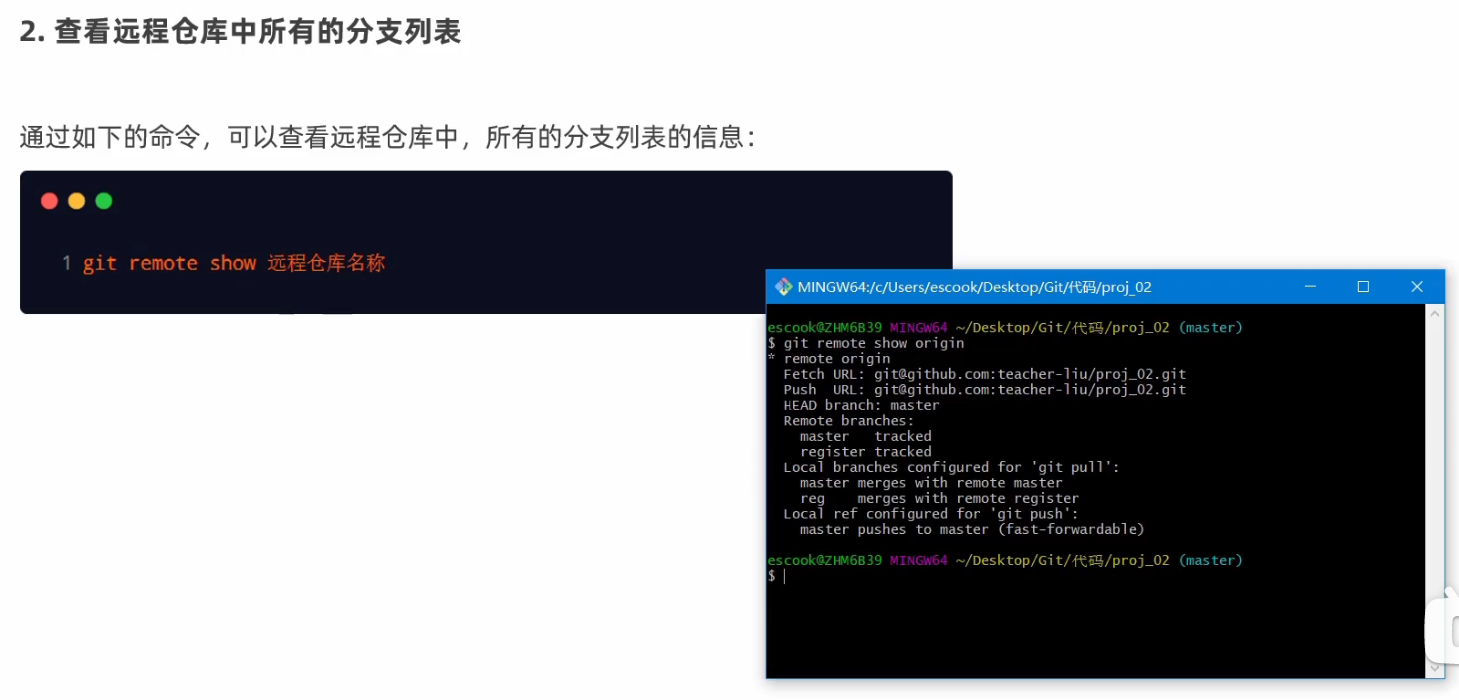 2. 查看远程仓库中所有的分支列表
通过如下的命令，可以查看远程仓库中，所有的分支列表的信息：
1 git remote show 远程仓库名称
MINGW64:/c/Users/escook/Desktop/Git/代码/proj_02
escook@ZHM6B39 MINGW64 ~/Desktop/Git/代码/proj_02 (master)
$ git remote show origin
* remote origin
  Fetch URL: git@github.com:teacher-liu/proj_02.git
  Push  URL: git@github.com:teacher-liu/proj_02.git
  HEAD branch: master
  Remote branches:
    master   tracked
    register tracked
  Local branches configured for 'git pull':
    master merges with remote master
    reg    merges with remote register
  Local ref configured for 'git push':
    master pushes to master (fast-forwardable)
escook@ZHM6B39 MINGW64 ~/Desktop/Git/代码/proj_02 (master)
$